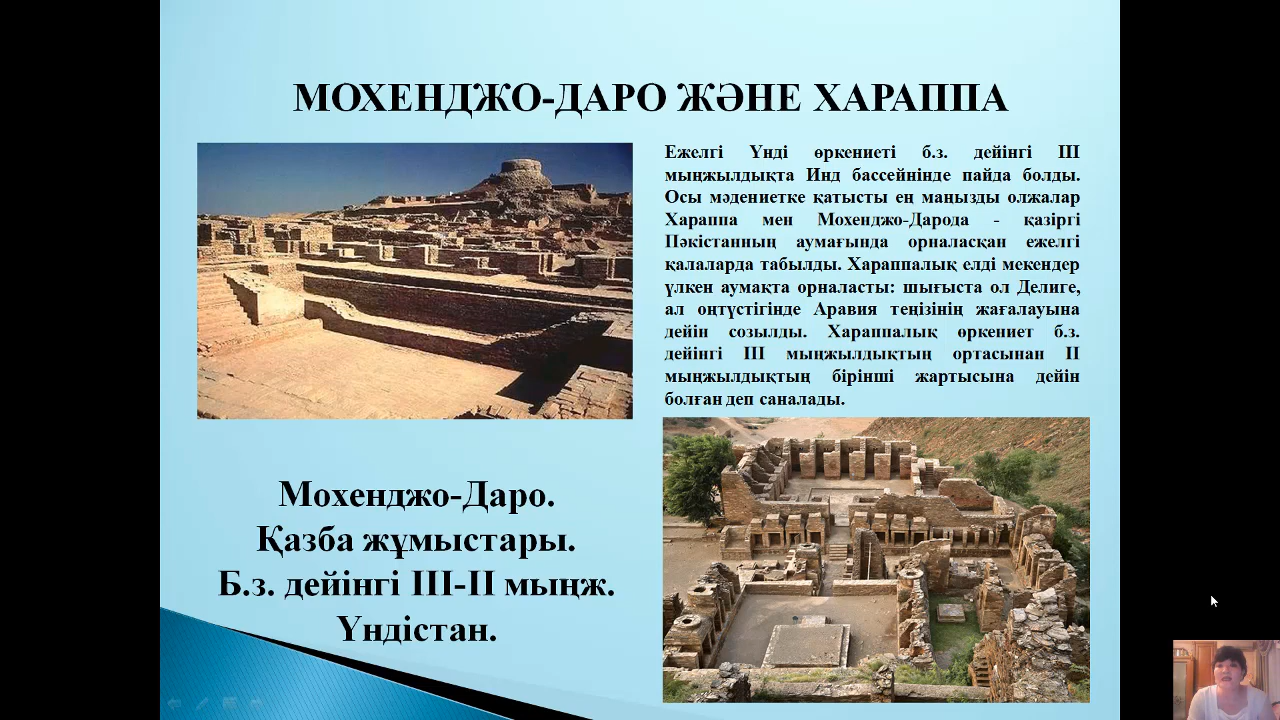 МОХЕНДЖО-ДАРО ЖӘНЕ ХАРАППА
Ежелгі Үнді өркениеті б.з. дейінгі III
мыңжылдықта Инд бассейнінде пайда болды.
Осы мәдениетке қатысты ең маңызды олжалар
Хараппа мен Мохенджо-Дарода - қазіргі
Пәкістанның аумағында орналасқан ежелгі
қалаларда табылды. Хараппалық елді мекендер
үлкен аумақта орналасты: шығыста ол Делиге,
ал оңтүстігінде Аравия теңізінің жағалауына
дейін созылды. Хараппалық өркениет б.з.
дейінгі III мыңжылдықтың ортасынан II
мыңжылдықтың бірінші жартысына дейін
болған деп саналады.
Мохенджо-Даро.
Қазба жұмыстары.
Б.з. дейінгі III-II мыңж.
Үндістан.